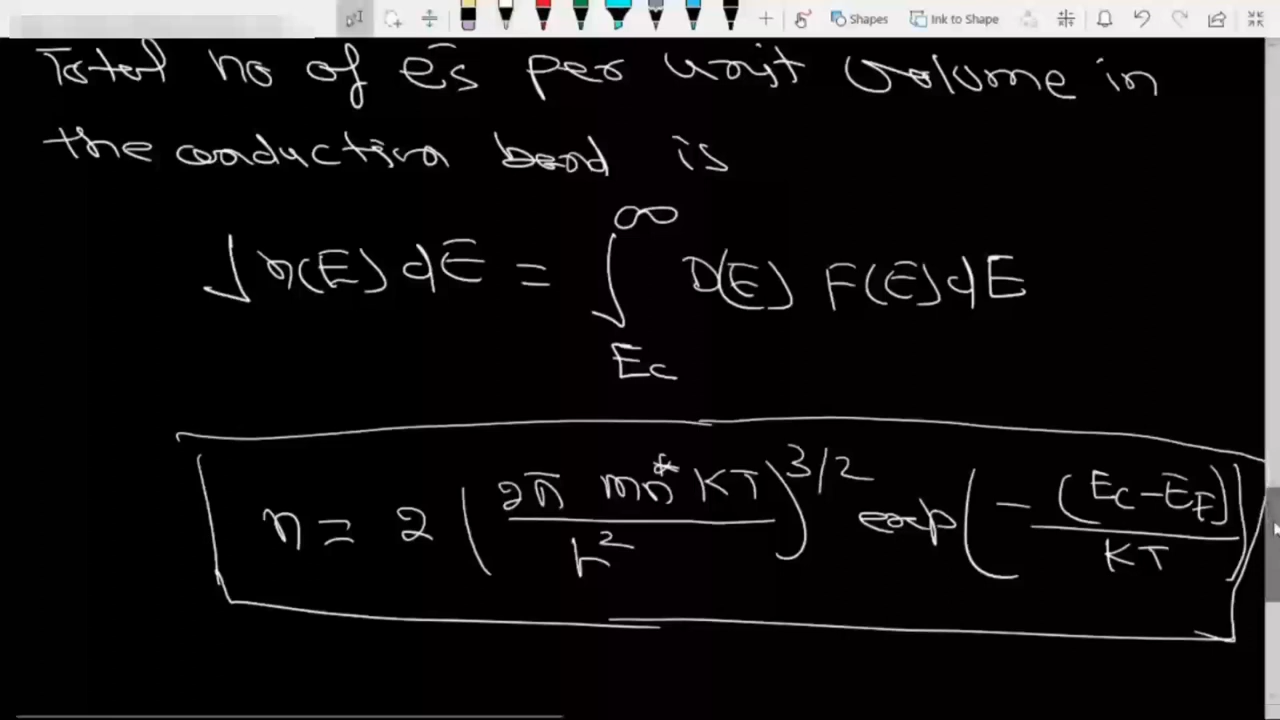 Shapes Ink to Shape
Total no of ēs per unit volume in
the conduction band is
∫ n(E) dE = ∫_{Ec}^{∞} D(E) F(E) dE
n = 2 ( 2π mn* KT / h² )^{3/2} exp( - (Ec - EF) / KT )